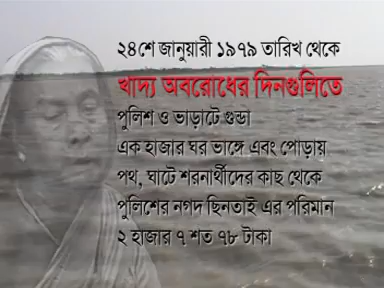 ২৪শে জানুয়ারী ১৯৭৯ তারিখ থেকে
খাদ্য অবরোধের দিনগুলিতে
পুলিশ ও ভাড়াটে গুন্ডা
এক হাজার ঘর ভাঙ্গে এবং পোড়ায়
পথ, ঘাটে শরনার্থীদের কাছ থেকে
পুলিশের নগদ ছিনতাই এর পরিমান
২ হাজার ৭ শত ৭৮ টাকা